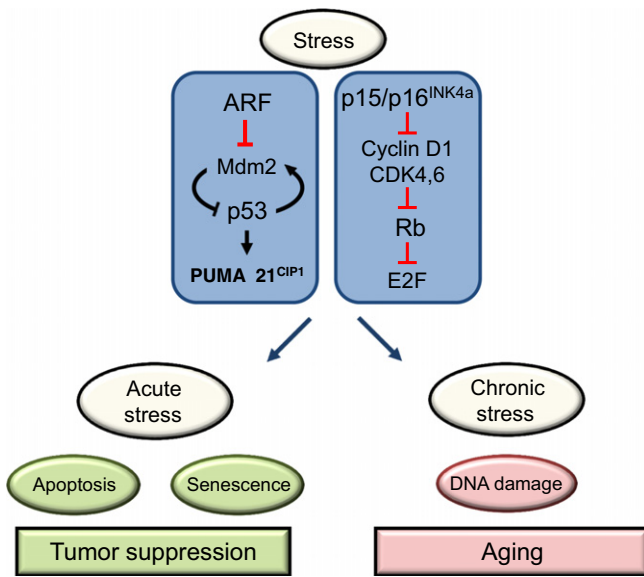 Stress
ARF
Mdm2
p53
PUMA 21CIP1
p15/p16INK4a
Cyclin D1
CDK4,6
Rb
E2F
Acute
stress
Chronic
stress
Apoptosis
Senescence
DNA damage
Tumor suppression
Aging